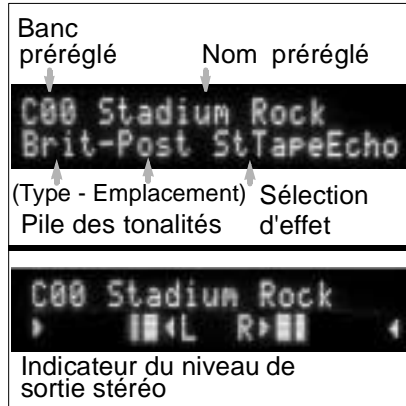 Banc
préréglé Nom préréglé
C00 Stadium Rock
Brit-Post StTapeEcho
(Type - Emplacement) Sélection
Pile des tonalités d'effet
C00 Stadium Rock
L R
Indicateur du niveau de
sortie stéréo